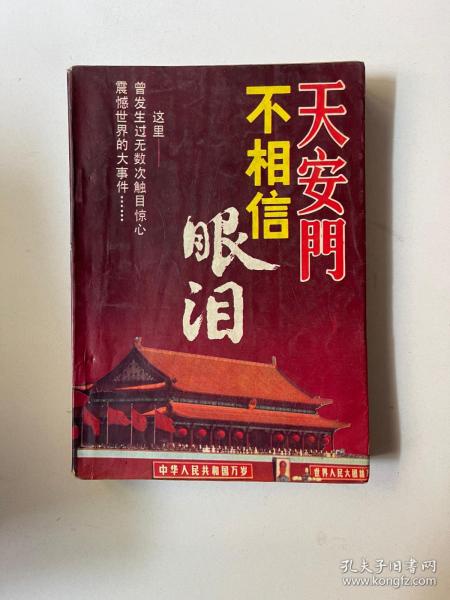 天安門
不相信
眼泪
这里——
曾发生过无数次触目惊心
震憾世界的大事件……
中华人民共和国万岁
世界人民大团结
孔夫子旧书网
www.kongfz.com